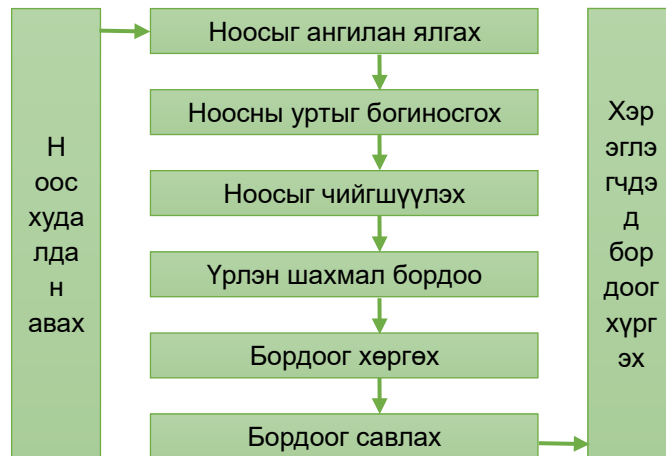 Н
оос
худа
лда
н
авах
Ноосыг ангилан ялгах
Ноосны уртыг богиносгох
Ноосыг чийгшүүлэх
Үрлэн шахмал бордоо
Бордоог хөргөх
Бордоог савлах
Хэр
эглэ
гчдэ
д
бор
доог
хүрг
эх